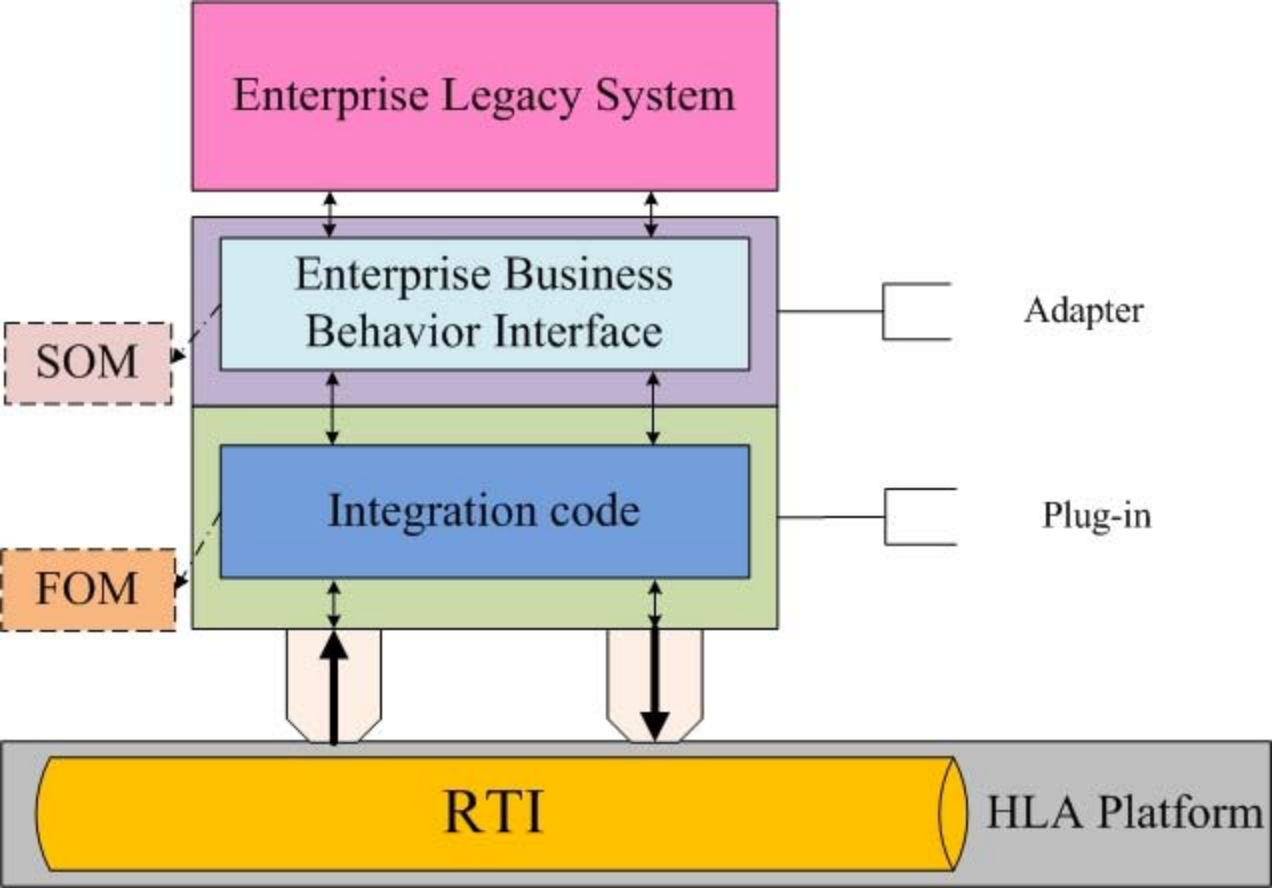 Enterprise Legacy System
Enterprise Business
Behavior Interface
Adapter
SOM
Integration code
Plug-in
FOM
RTI
HLA Platform